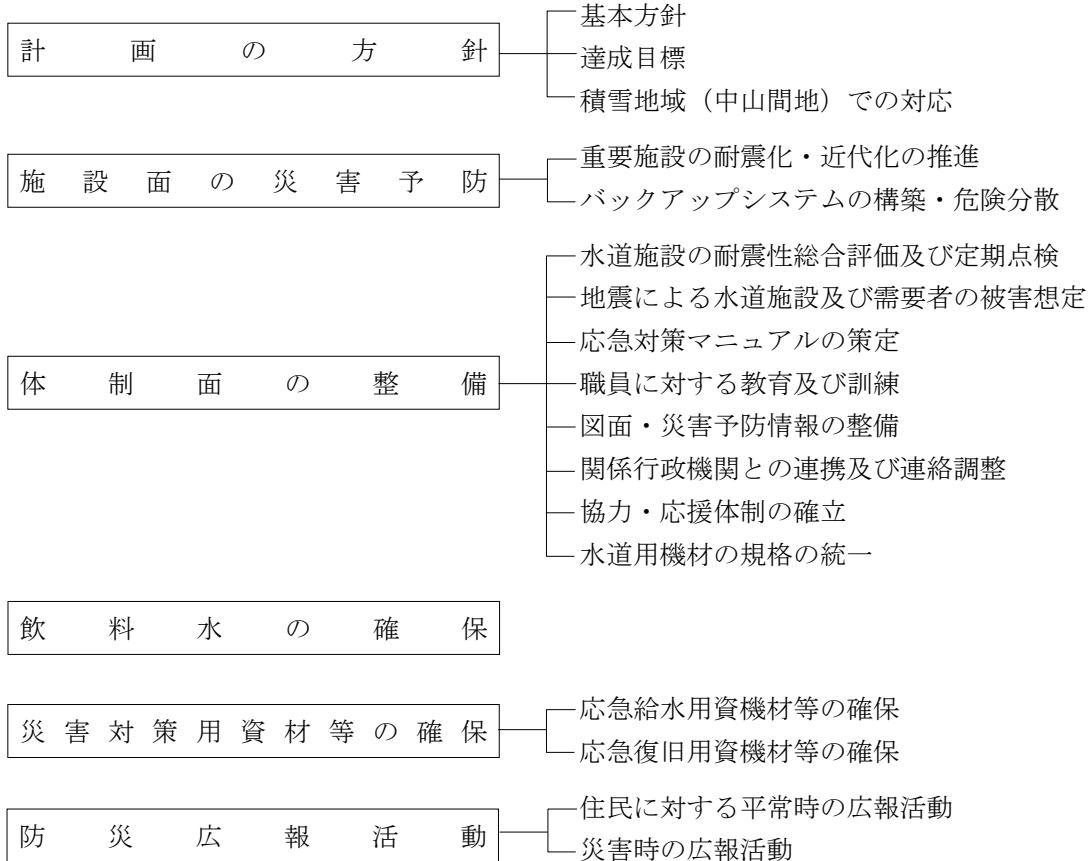 計画の方針
基本方針
達成目標
積雪地域（中山間地）での対応
施設面の災害予防
重要施設の耐震化・近代化の推進
バックアップシステムの構築・危険分散
体制面の整備
水道施設の耐震性総合評価及び定期点検
地震による水道施設及び需要者の被害想定
応急対策マニュアルの策定
職員に対する教育及び訓練
図面・災害予防情報の整備
関係行政機関との連携及び連絡調整
協力・応援体制の確立
水道用機材の規格の統一
飲料水の確保
災害対策用資材等の確保
応急給水用資機材等の確保
応急復旧用資機材等の確保
防災広報活動
住民に対する平常時の広報活動
災害時の広報活動